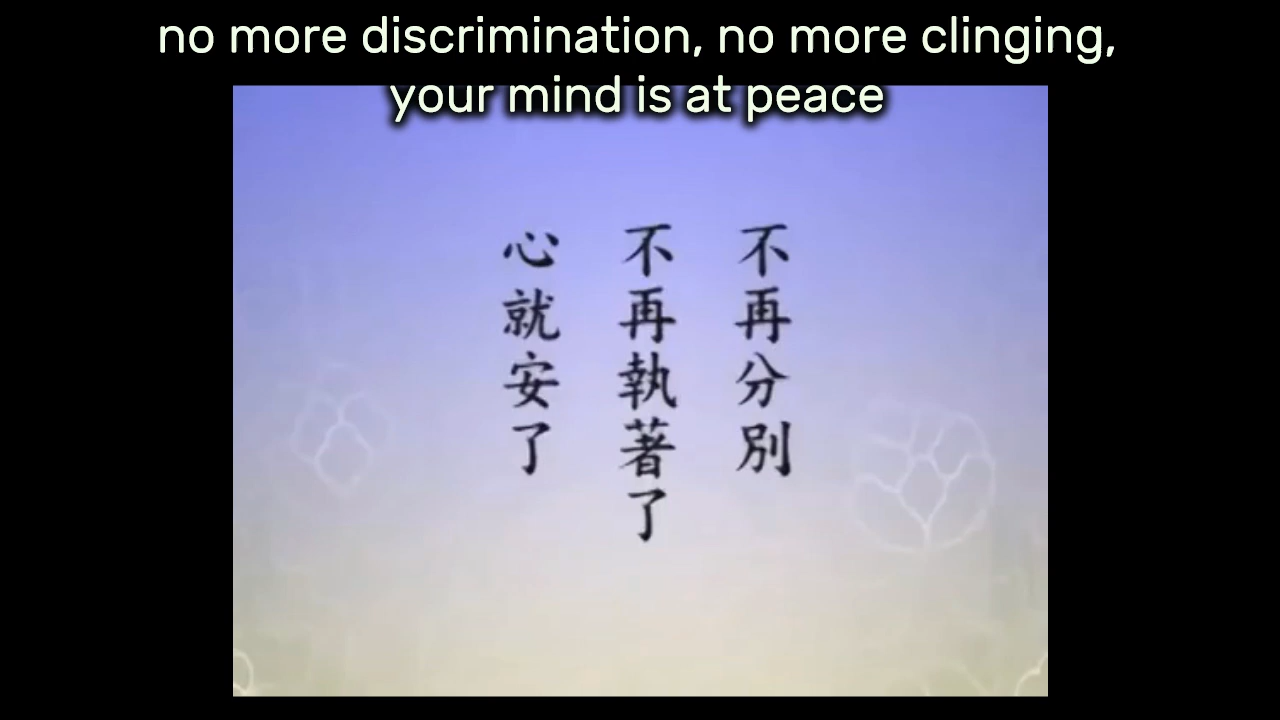 no more discrimination, no more clinging,
your mind is at peace
不再分別
不再執著了
心就安了